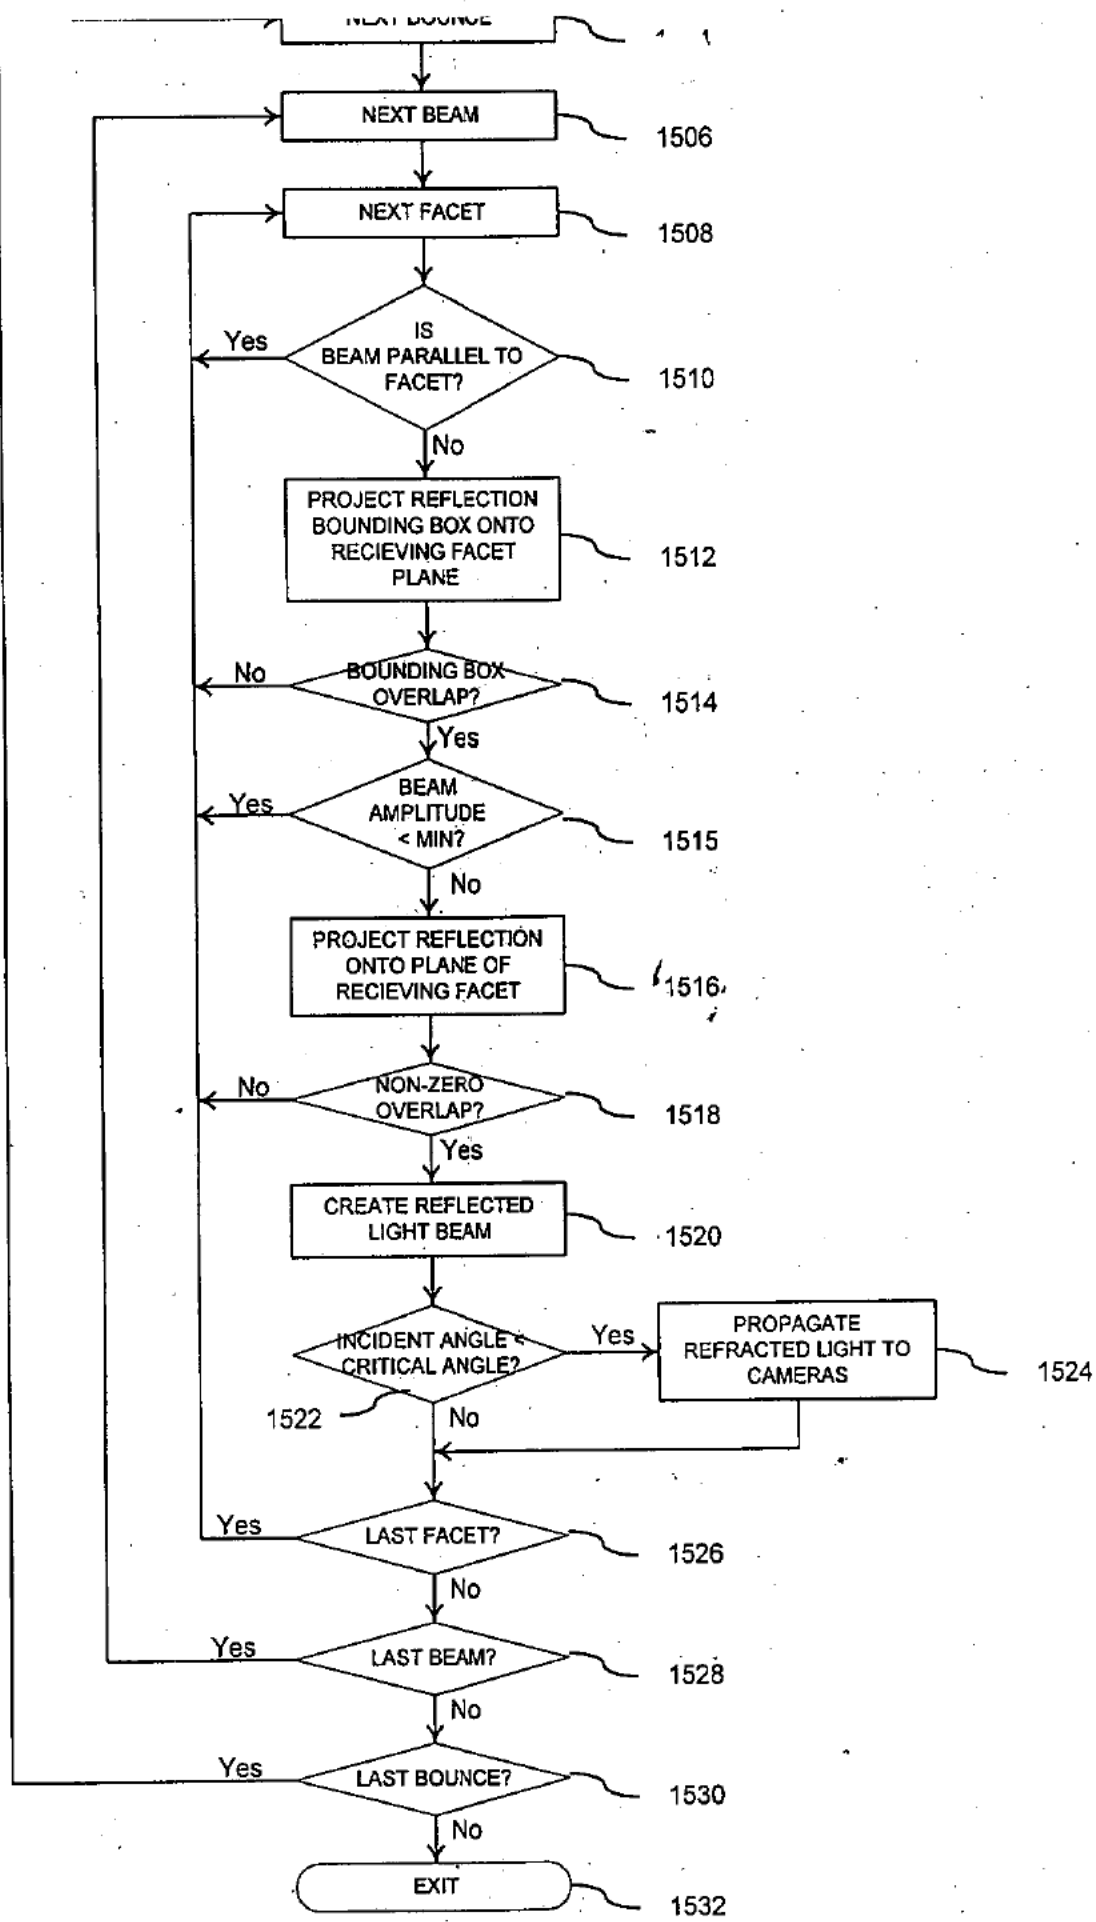 NEXT BOUNCE
NEXT BEAM
1506
NEXT FACET
1508
IS
BEAM PARALLEL TO
FACET?
Yes
1510
No
PROJECT REFLECTION
BOUNDING BOX ONTO
RECIEVING FACET
PLANE
1512
BOUNDING BOX
OVERLAP?
No
1514
Yes
BEAM
AMPLITUDE
< MIN?
Yes
1515
No
PROJECT REFLECTION
ONTO PLANE OF
RECIEVING FACET
1516
NON-ZERO
OVERLAP?
No
1518
Yes
CREATE REFLECTED
LIGHT BEAM
1520
INCIDENT ANGLE <
CRITICAL ANGLE?
Yes
PROPAGATE
REFRACTED LIGHT TO
CAMERAS
1524
1522
No
LAST FACET?
Yes
1526
No
LAST BEAM?
Yes
1528
No
LAST BOUNCE?
Yes
1530
No
EXIT
1532